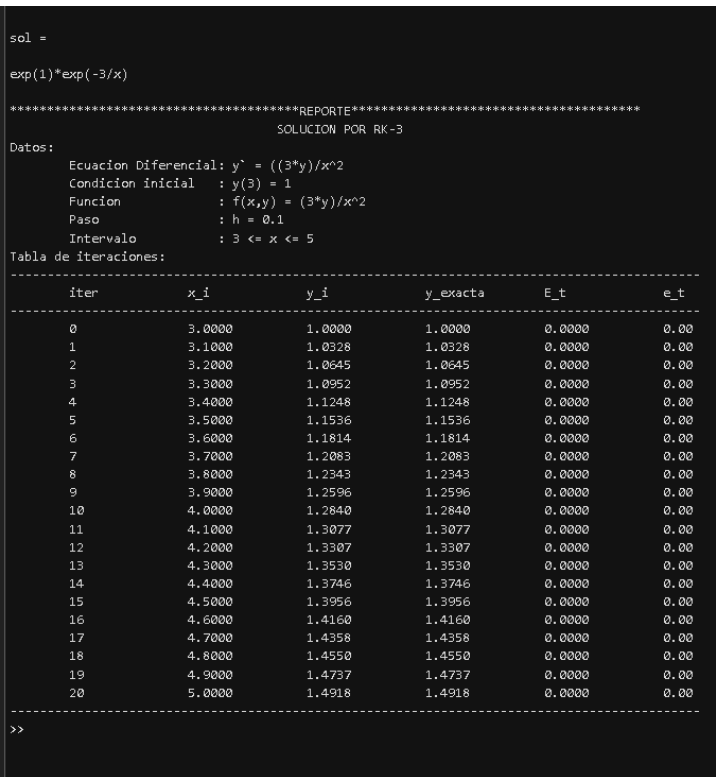 sol =
exp(1)*exp(-3/x)
***************************************REPORTE***************************************
SOLUCION POR RK-3
Datos:
Ecuacion Diferencial: y` = ((3*y)/x^2
Condicion inicial : y(3) = 1
Funcion : f(x,y) = (3*y)/x^2
Paso : h = 0.1
Intervalo : 3 <= x <= 5
Tabla de iteraciones:
---------------------------------------------------------------------------------------------
iter x_i y_i y_exacta E_t e_t
---------------------------------------------------------------------------------------------
0 3.0000 1.0000 1.0000 0.0000 0.00
1 3.1000 1.0328 1.0328 0.0000 0.00
2 3.2000 1.0645 1.0645 0.0000 0.00
3 3.3000 1.0952 1.0952 0.0000 0.00
4 3.4000 1.1248 1.1248 0.0000 0.00
5 3.5000 1.1536 1.1536 0.0000 0.00
6 3.6000 1.1814 1.1814 0.0000 0.00
7 3.7000 1.2083 1.2083 0.0000 0.00
8 3.8000 1.2343 1.2343 0.0000 0.00
9 3.9000 1.2596 1.2596 0.0000 0.00
10 4.0000 1.2840 1.2840 0.0000 0.00
11 4.1000 1.3077 1.3077 0.0000 0.00
12 4.2000 1.3307 1.3307 0.0000 0.00
13 4.3000 1.3530 1.3530 0.0000 0.00
14 4.4000 1.3746 1.3746 0.0000 0.00
15 4.5000 1.3956 1.3956 0.0000 0.00
16 4.6000 1.4160 1.4160 0.0000 0.00
17 4.7000 1.4358 1.4358 0.0000 0.00
18 4.8000 1.4550 1.4550 0.0000 0.00
19 4.9000 1.4737 1.4737 0.0000 0.00
20 5.0000 1.4918 1.4918 0.0000 0.00
---------------------------------------------------------------------------------------------
>>